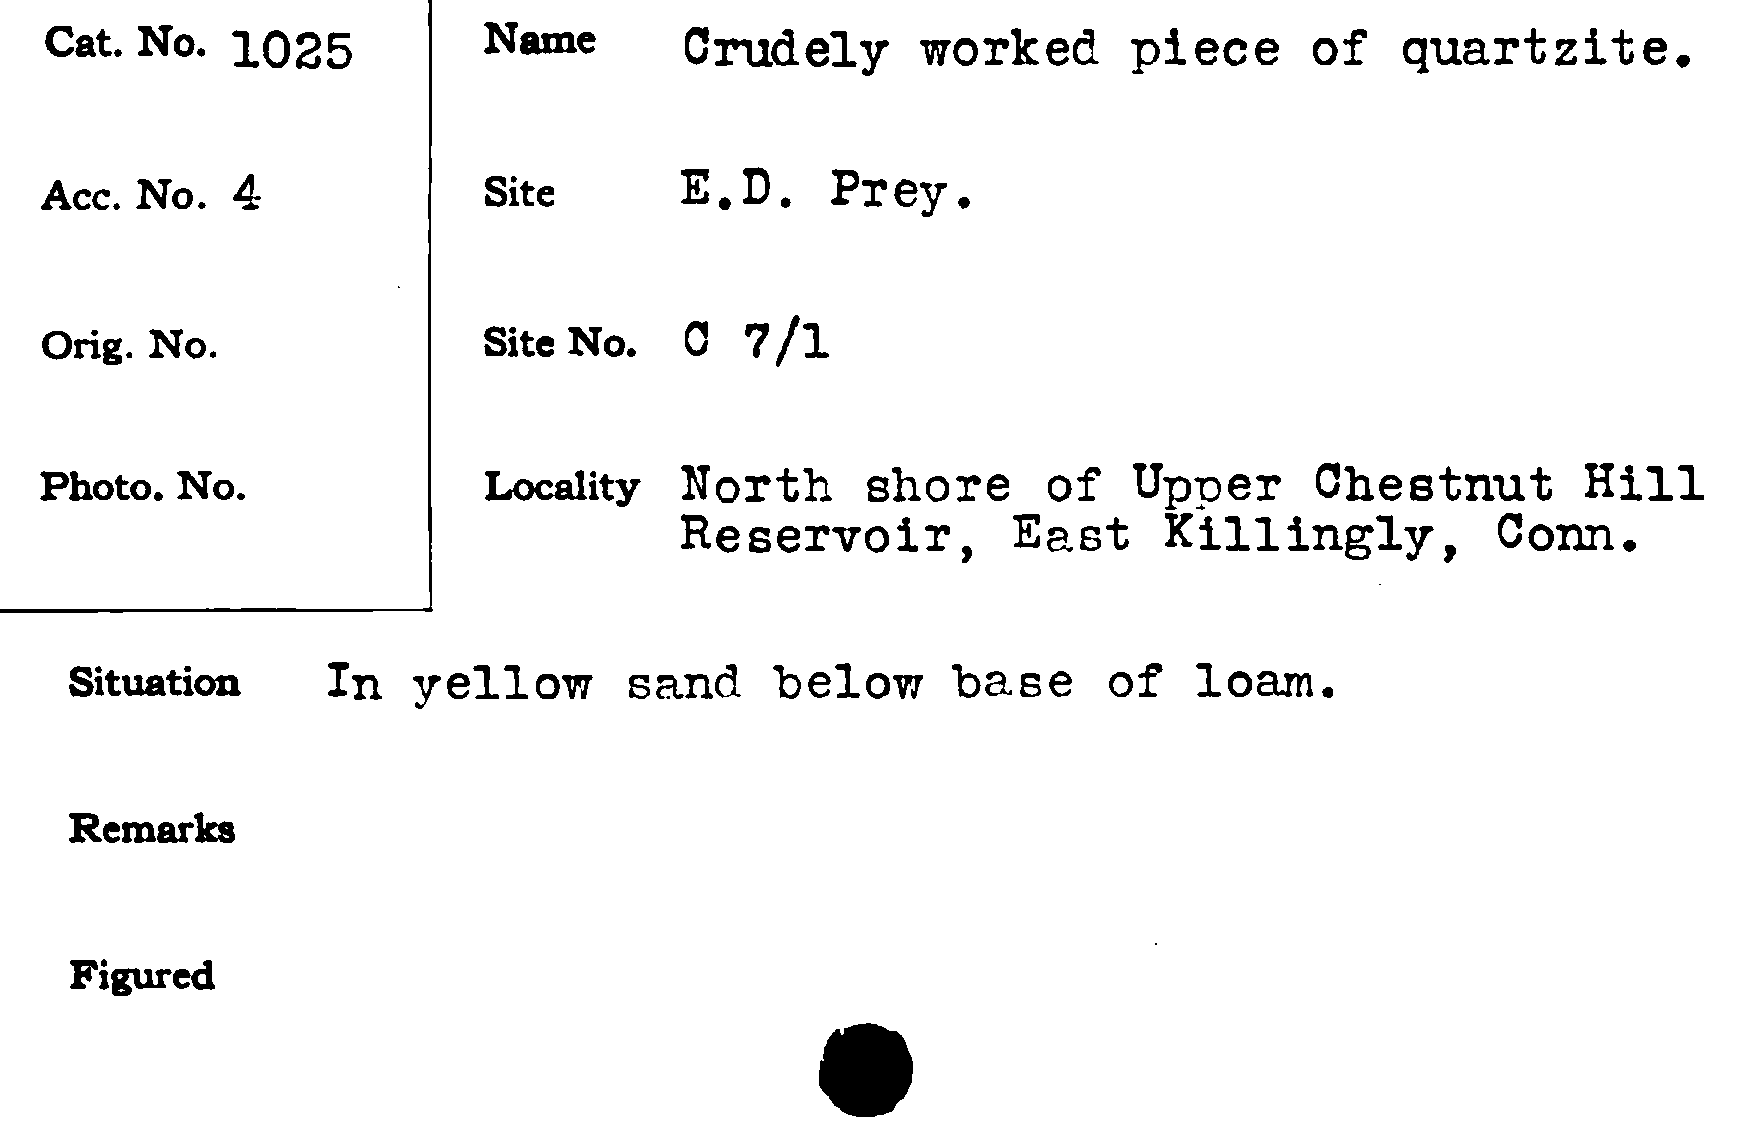 Cat. No. 1025
Name Crudely worked piece of quartzite.
Acc. No. 4
Site E.D. Prey.
Orig. No.
Site No. C 7/1
Photo. No.
Locality North shore of Upper Chestnut Hill
Reservoir, East Killingly, Conn.
Situation In yellow sand below base of loam.
Remarks
Figured